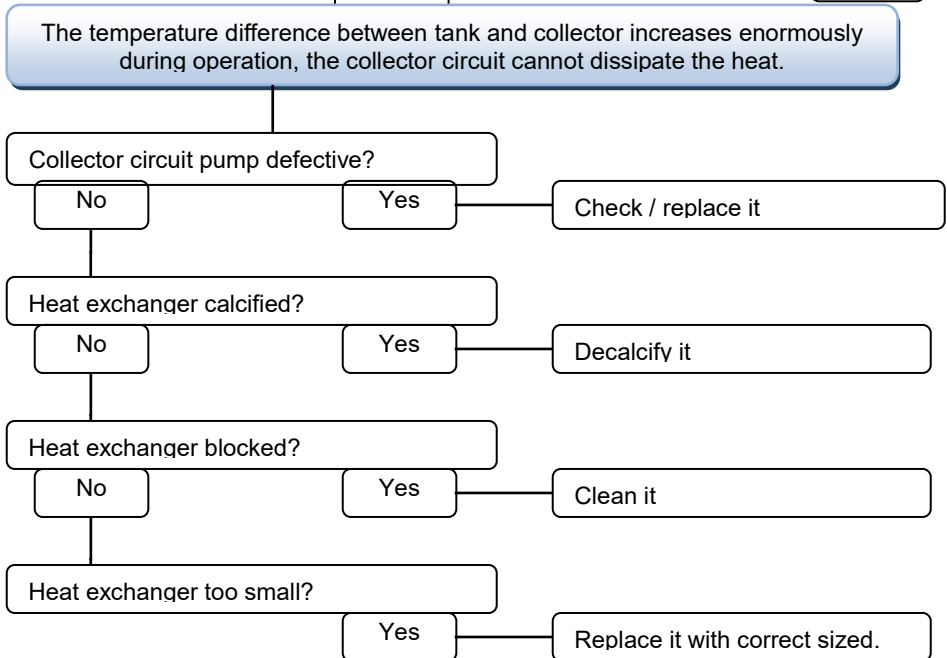 The temperature difference between tank and collector increases enormously
during operation, the collector circuit cannot dissipate the heat.
Collector circuit pump defective?
No
Yes
Check / replace it
Heat exchanger calcified?
No
Yes
Decalcify it
Heat exchanger blocked?
No
Yes
Clean it
Heat exchanger too small?
Yes
Replace it with correct sized.